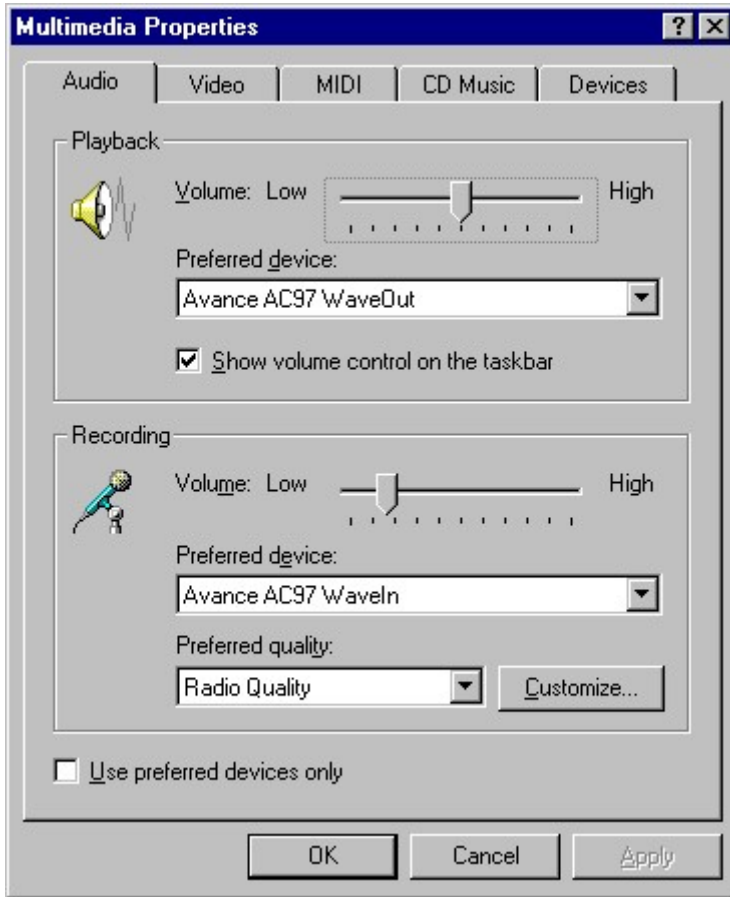 Multimedia Properties
Audio Video MIDI CD Music Devices
Playback
Volume: Low High
Preferred device:
Avance AC97 WaveOut
Show volume control on the taskbar
Recording
Volume: Low High
Preferred device:
Avance AC97 WaveIn
Preferred quality:
Radio Quality Customize...
Use preferred devices only
OK Cancel Apply